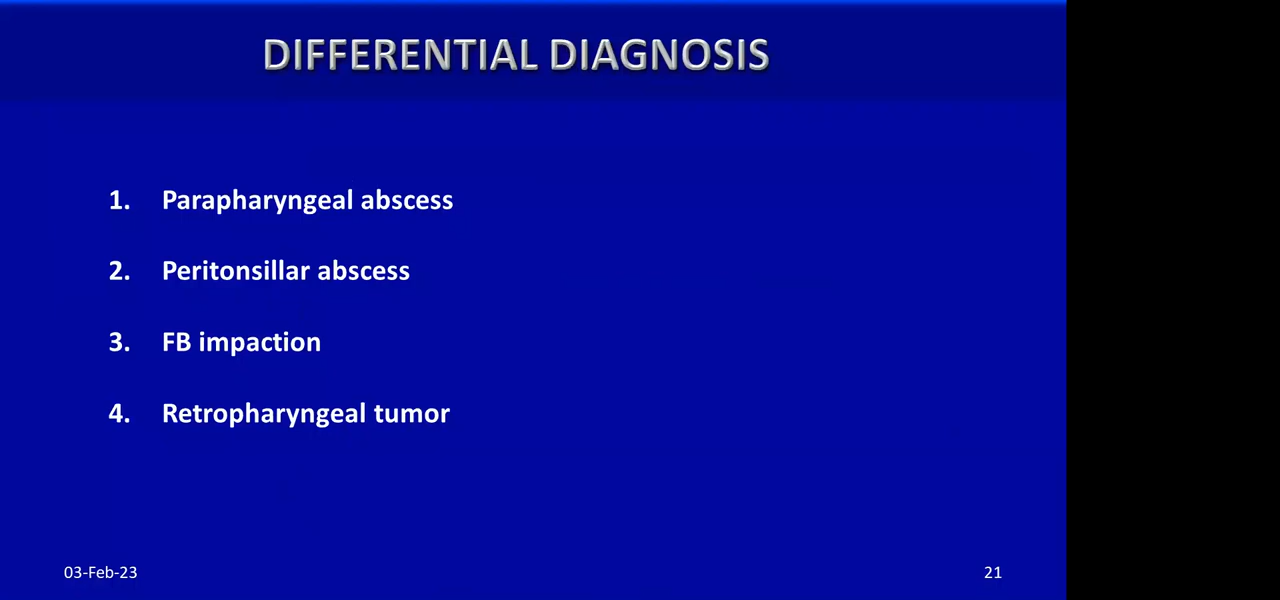 DIFFERENTIAL DIAGNOSIS
1. Parapharyngeal abscess
2. Peritonsillar abscess
3. FB impaction
4. Retropharyngeal tumor
03-Feb-23
21